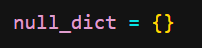 null_dict = {}